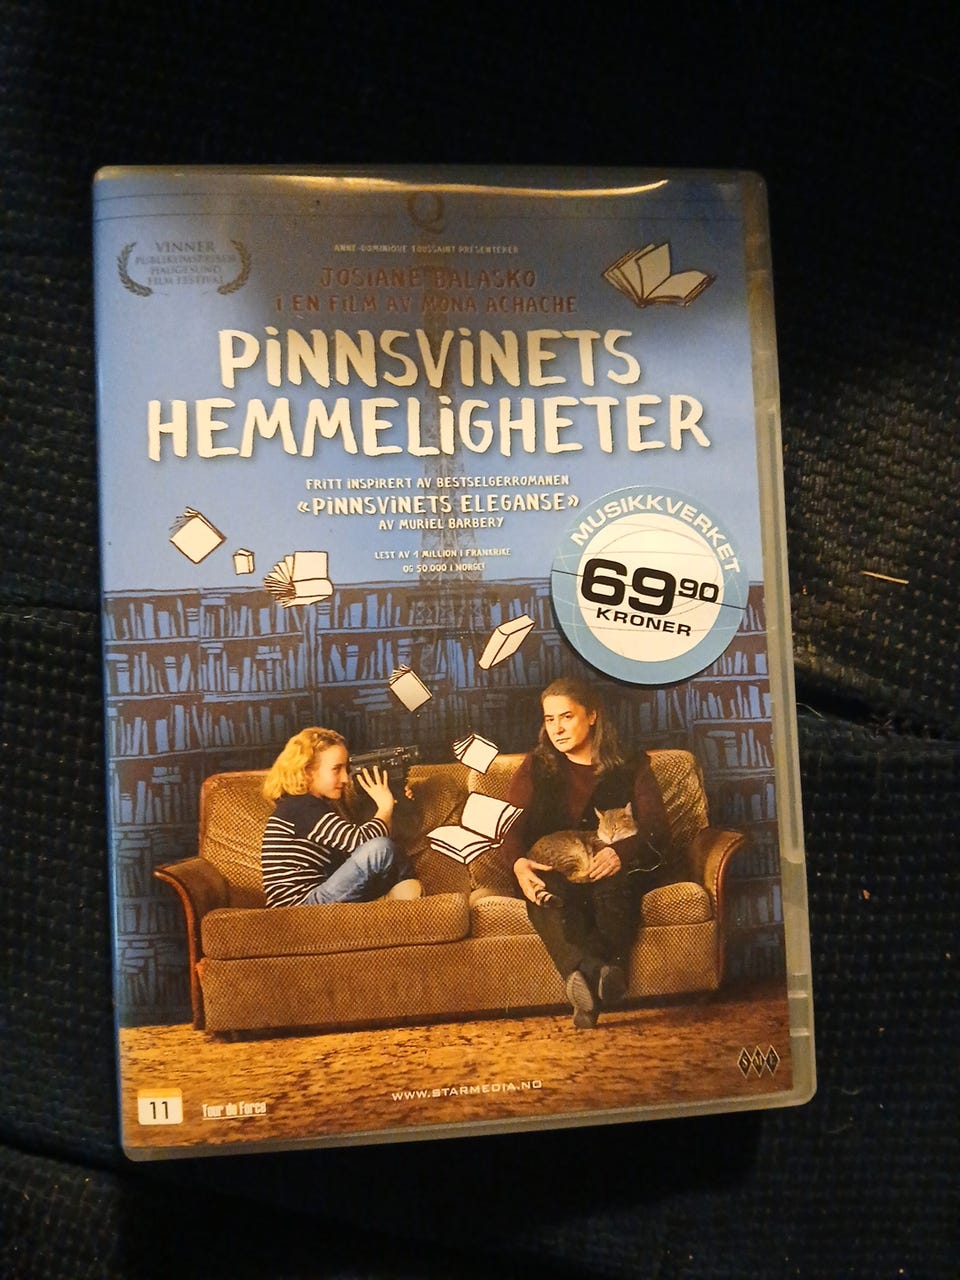 Q
VINNER
PUBLIKUMSPRISEN
HAUGESUND
FILM FESTIVAL
ANNE-DOMINIQUE TOUSSAINT PRESENTERER
JOSIANE BALASKO
I EN FILM AV MONA ACHACHE
PiNNSViNETS
HEMMELiGHETER
FRITT INSPIRERT AV BESTSELGERROMANEN
«PiNNSViNETS ELEGANSE»
AV MURIEL BARBERY
LEST AV 1 MILLION I FRANKRIKE
OG 50.000 I NORGE!
MUSIKKVERKET
69 90
KRONER
WWW.STARMEDIA.NO
11
Tour de Force